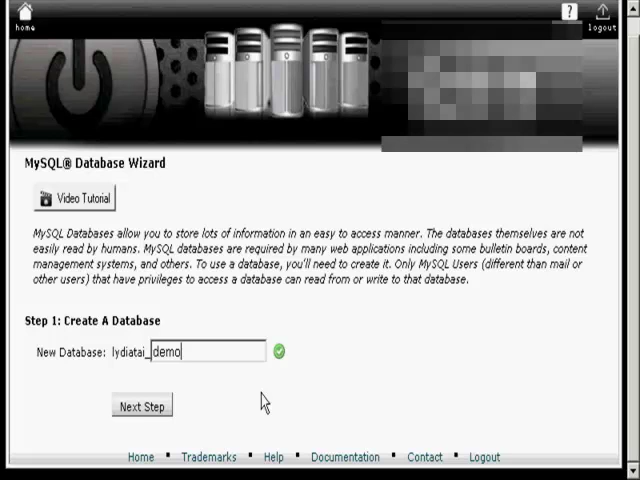 home
?
logout
MySQL® Database Wizard
Video Tutorial
MySQL Databases allow you to store lots of information in an easy to access manner. The databases themselves are not
easily read by humans. MySQL databases are required by many web applications including some bulletin boards, content
management systems, and others. To use a database, you'll need to create it. Only MySQL Users (different than mail or
other users) that have privileges to access a database can read from or write to that database.
Step 1: Create A Database
New Database: lydiatai_demo
Next Step
Home ▪ Trademarks ▪ Help ▪ Documentation ▪ Contact ▪ Logout